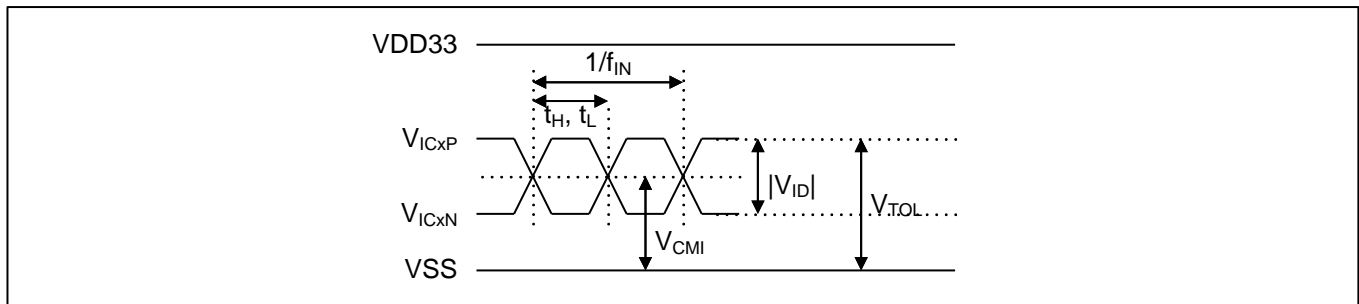 VDD33
1/fIN
tH, tL
VICxP
|VID|
VTOL
VICxN
VCMI
VSS